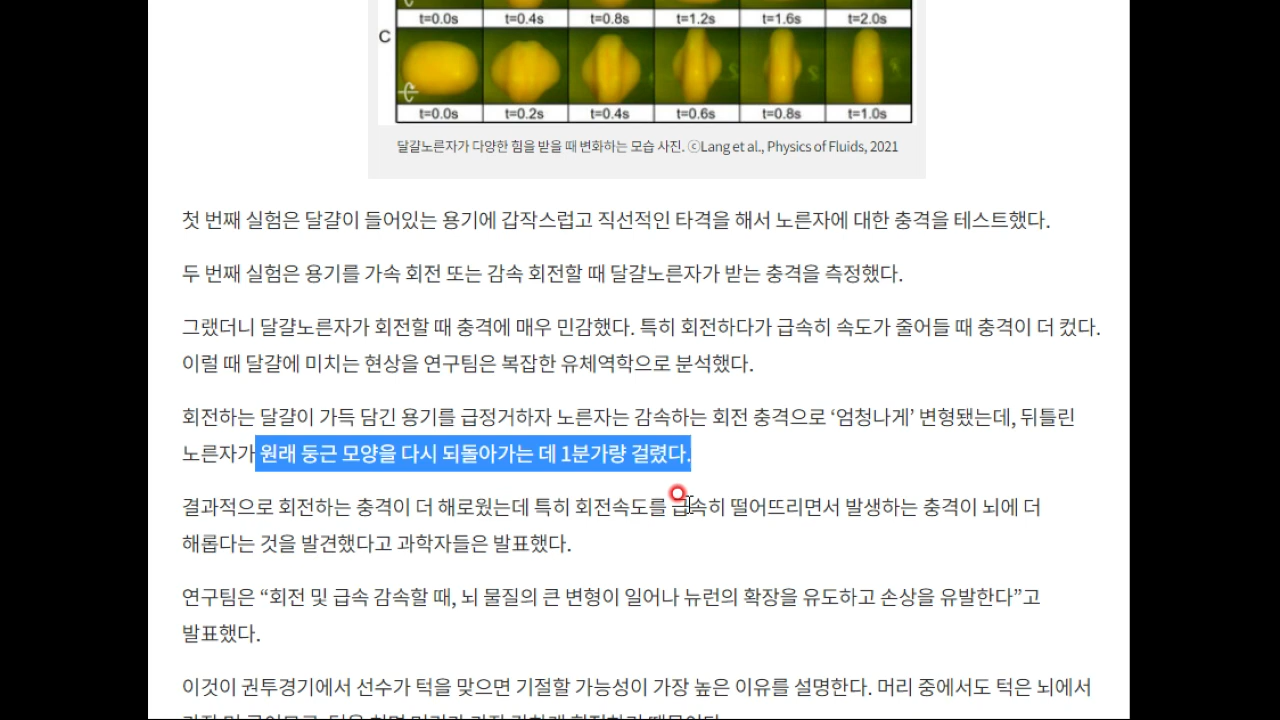 t=0.0s t=0.4s t=0.8s t=1.2s t=1.6s t=2.0s
C
t=0.0s t=0.2s t=0.4s t=0.6s t=0.8s t=1.0s
달걀노른자가 다양한 힘을 받을 때 변화하는 모습 사진. ⓒLang et al., Physics of Fluids, 2021
첫 번째 실험은 달걀이 들어있는 용기에 갑작스럽고 직선적인 타격을 해서 노른자에 대한 충격을 테스트했다.
두 번째 실험은 용기를 가속 회전 또는 감속 회전할 때 달걀노른자가 받는 충격을 측정했다.
그랬더니 달걀노른자가 회전할 때 충격에 매우 민감했다. 특히 회전하다가 급속히 속도가 줄어들 때 충격이 더 컸다.
이럴 때 달걀에 미치는 현상을 연구팀은 복잡한 유체역학으로 분석했다.
회전하는 달걀이 가득 담긴 용기를 급정거하자 노른자는 감속하는 회전 충격으로 ‘엄청나게’ 변형됐는데, 뒤틀린
노른자가 원래 둥근 모양을 다시 되돌아가는 데 1분가량 걸렸다.
결과적으로 회전하는 충격이 더 해로웠는데 특히 회전속도를 급속히 떨어뜨리면서 발생하는 충격이 뇌에 더
해롭다는 것을 발견했다고 과학자들은 발표했다.
연구팀은 “회전 및 급속 감속할 때, 뇌 물질의 큰 변형이 일어나 뉴런의 확장을 유도하고 손상을 유발한다”고
발표했다.
이것이 권투경기에서 선수가 턱을 맞으면 기절할 가능성이 가장 높은 이유를 설명한다. 머리 중에서도 턱은 뇌에서